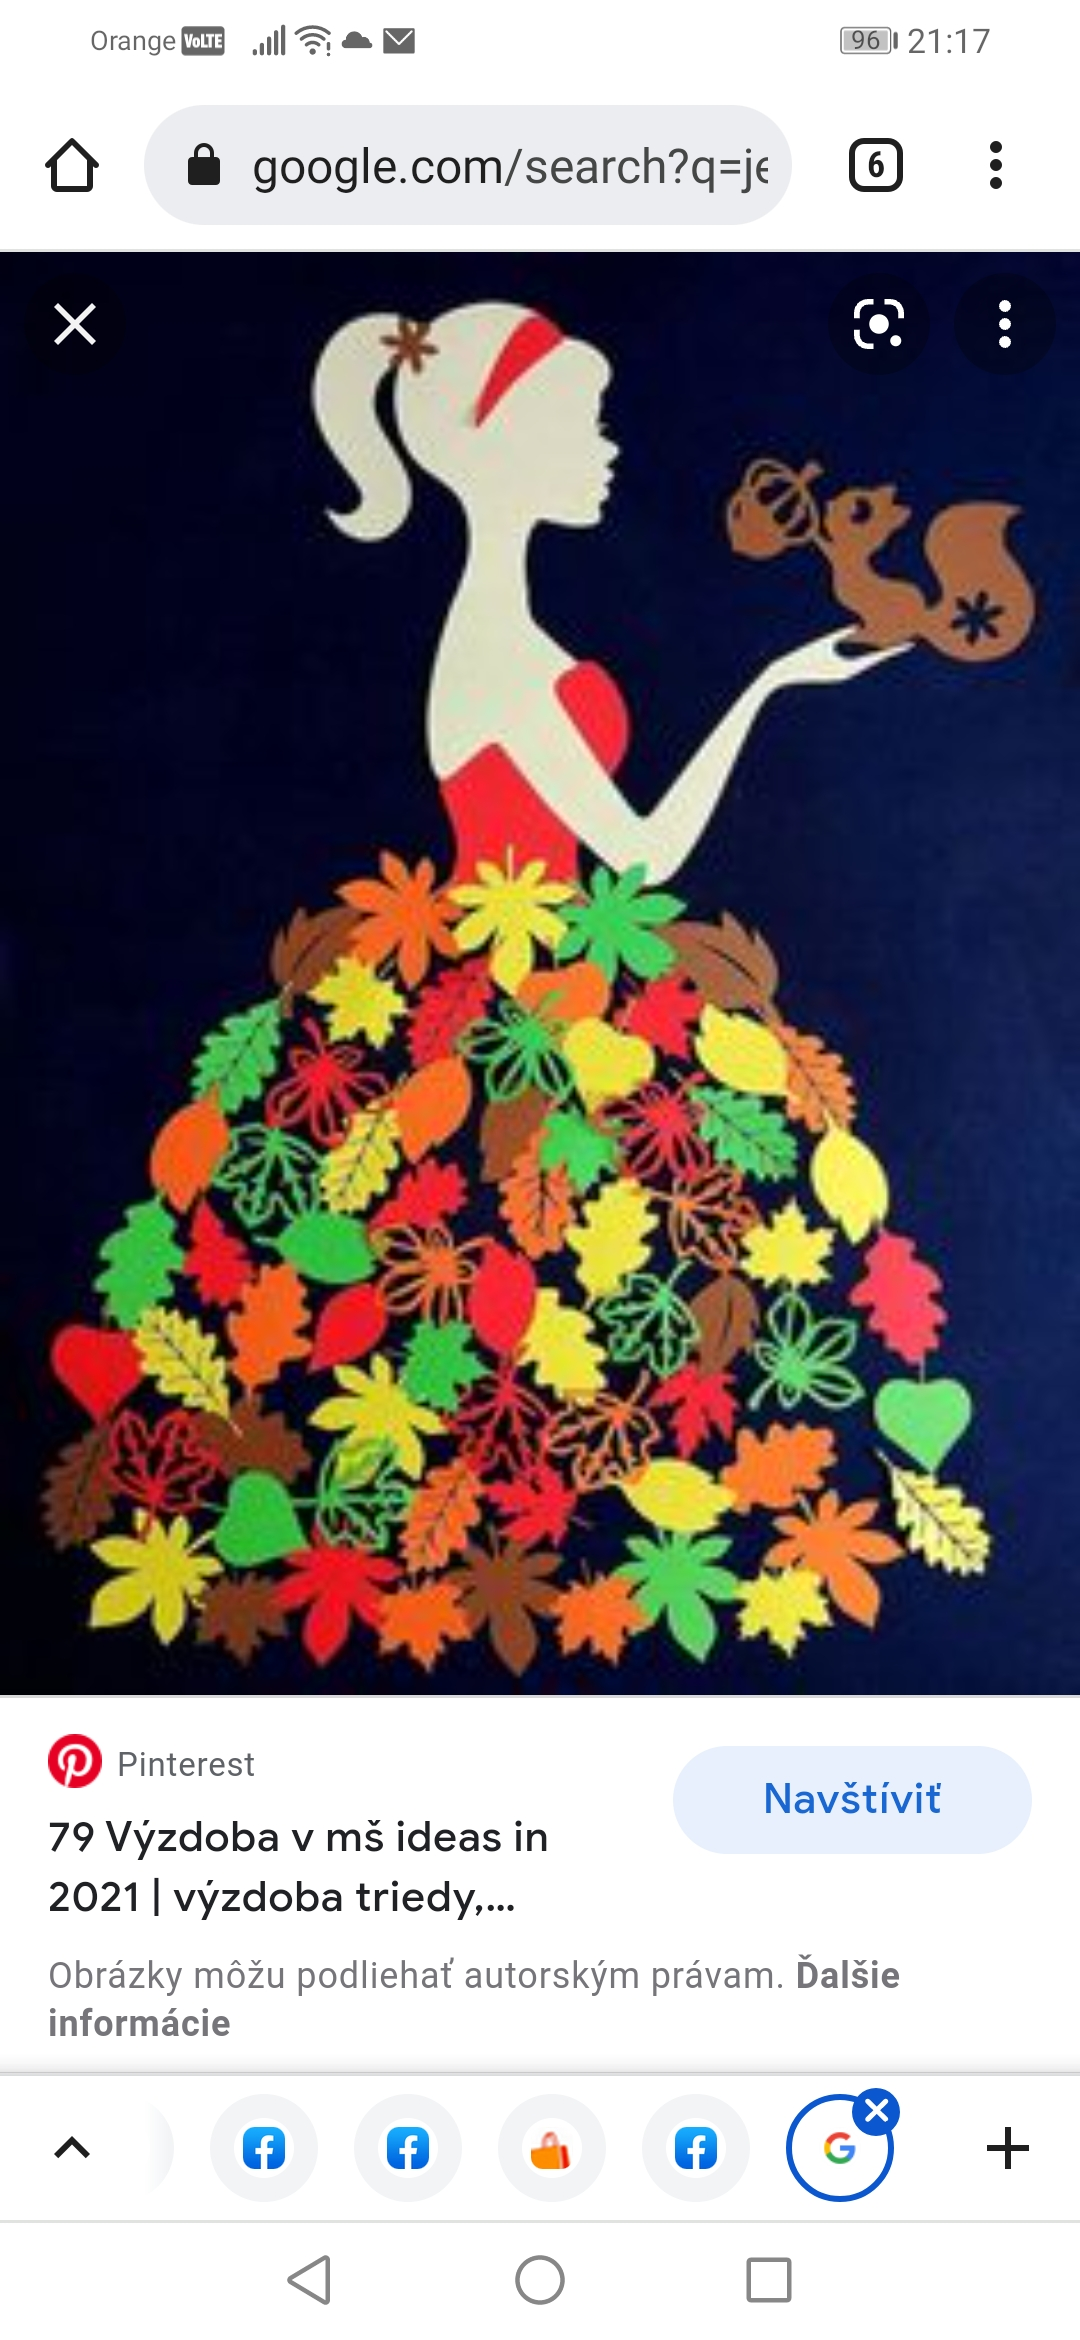 Orange VoLTE 96 21:17
google.com/search?q=je
6
Pinterest
Navštíviť
79 Výzdoba v mš ideas in
2021 | výzdoba triedy,...
Obrázky môžu podliehať autorským právam. Ďalšie
informácie